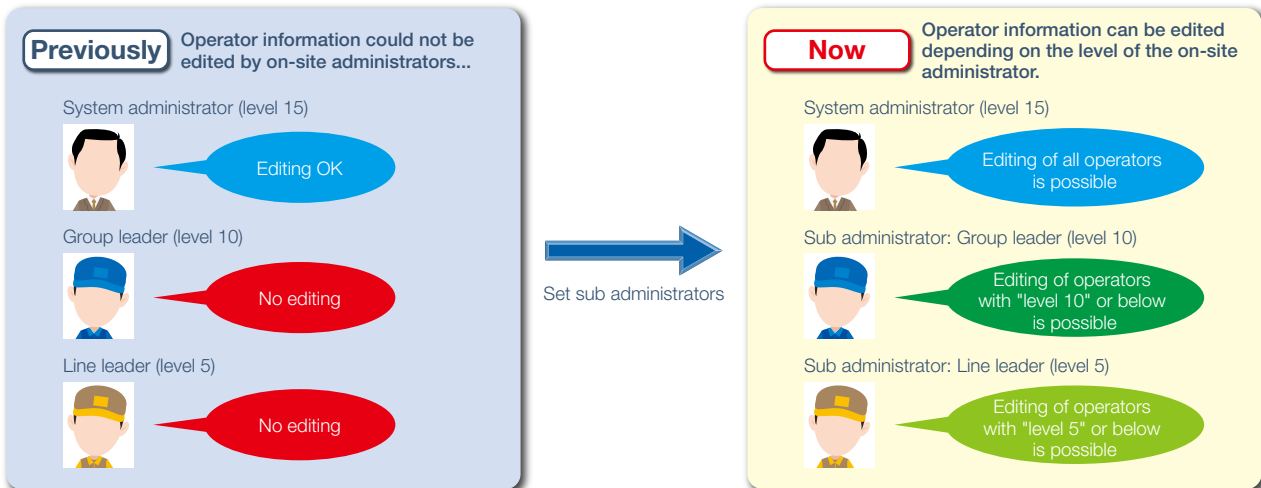 Previously
Operator information could not be
edited by on-site administrators...
System administrator (level 15)
Editing OK
Group leader (level 10)
No editing
Line leader (level 5)
No editing
Set sub administrators
Now
Operator information can be edited
depending on the level of the on-site
administrator.
System administrator (level 15)
Editing of all operators
is possible
Sub administrator: Group leader (level 10)
Editing of operators
with "level 10" or below
is possible
Sub administrator: Line leader (level 5)
Editing of operators
with "level 5" or below
is possible